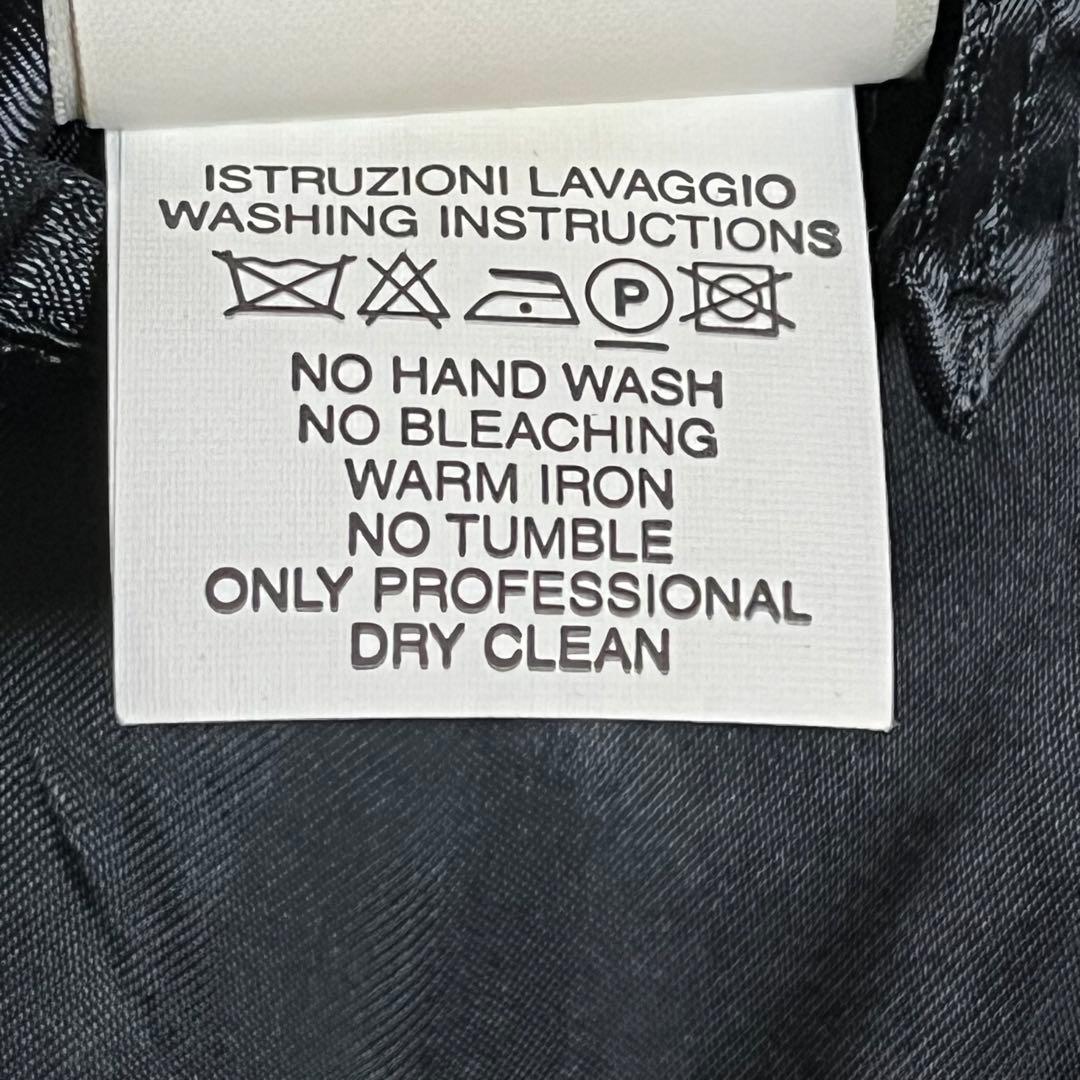 ISTRUZIONI LAVAGGIO
WASHING INSTRUCTIONS
P
NO HAND WASH
NO BLEACHING
WARM IRON
NO TUMBLE
ONLY PROFESSIONAL
DRY CLEAN